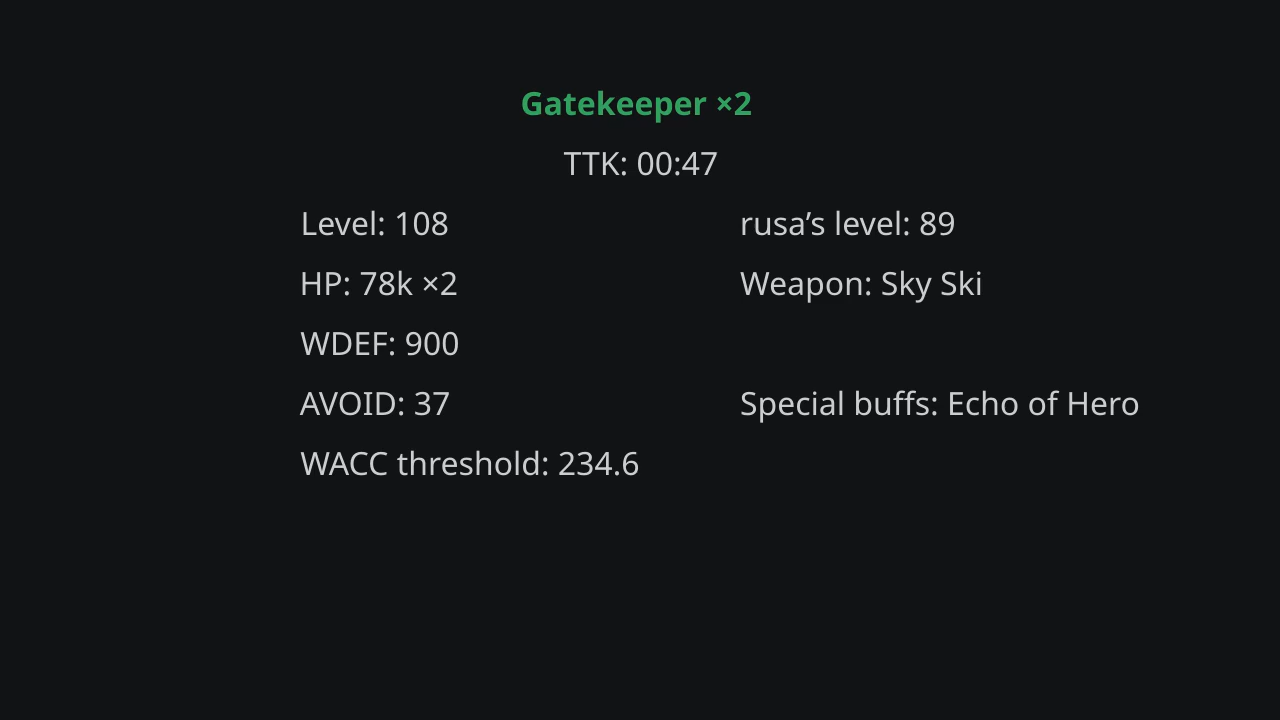 Gatekeeper ×2
TTK: 00:47
Level: 108
rusa’s level: 89
HP: 78k ×2
Weapon: Sky Ski
WDEF: 900
AVOID: 37
Special buffs: Echo of Hero
WACC threshold: 234.6